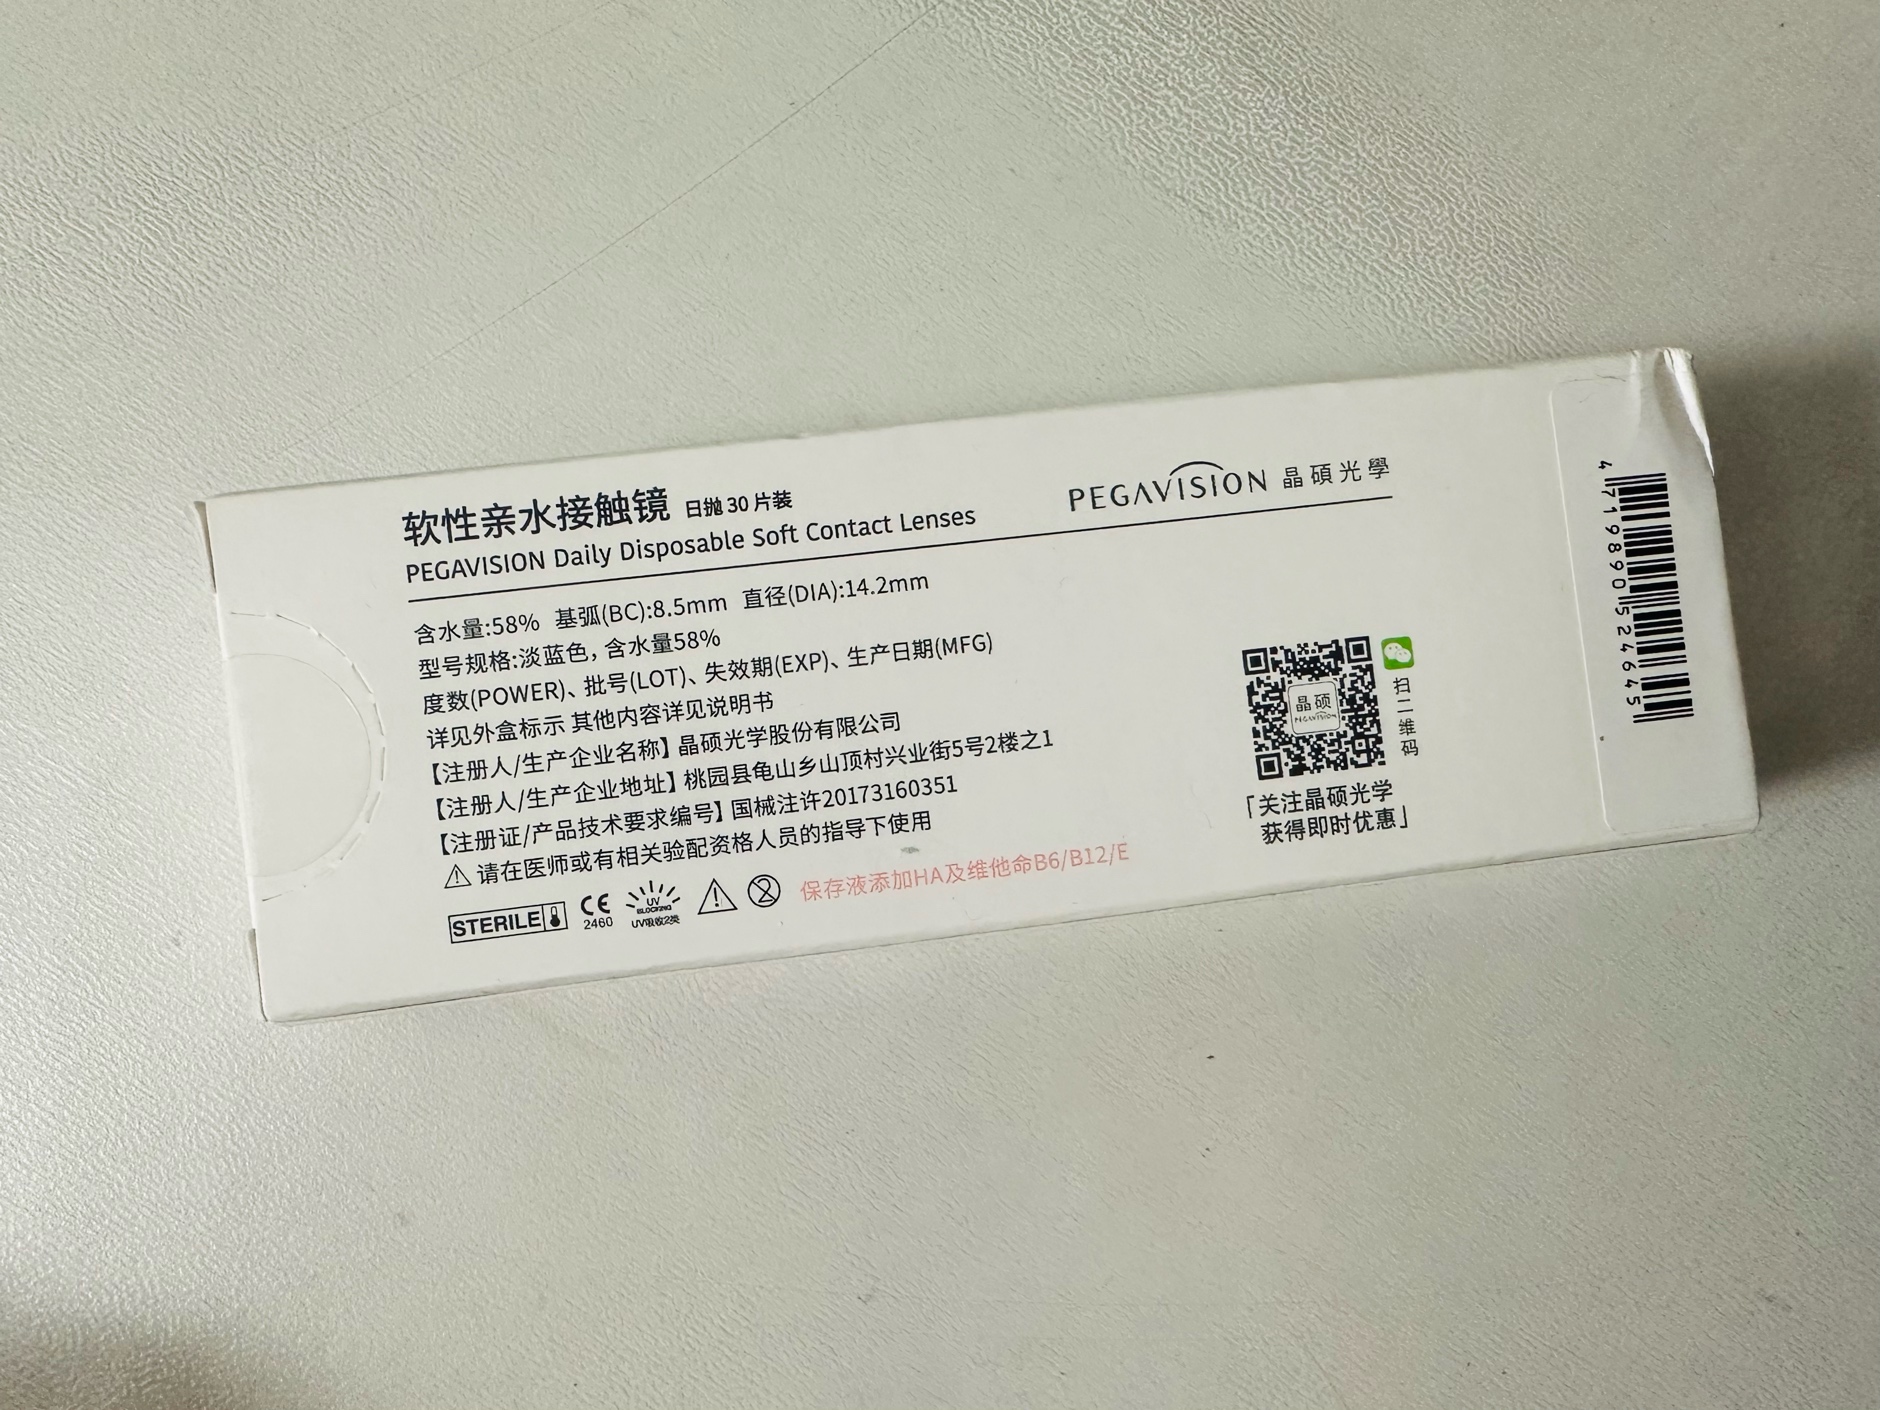 软性亲水接触镜 日抛 30 片装
PEGAVISION Daily Disposable Soft Contact Lenses
PEGAVISION 晶碩光學
含水量:58% 基弧(BC):8.5mm 直径(DIA):14.2mm
型号规格:淡蓝色, 含水量58%
度数(POWER)、批号(LOT)、失效期(EXP)、生产日期(MFG)
详见外盒标示 其他内容详见说明书
【注册人/生产企业名称】晶硕光学股份有限公司
【注册人/生产企业地址】桃园县龟山乡山顶村兴业街5号2楼之1
【注册证/产品技术要求编号】国械注许20173160351
请在医师或有相关验配资格人员的指导下使用
STERILE
CE
2460
UV
BLOCKING
UV吸收2类
2
保存液添加HA及维他命B6/B12/E
晶硕
PEGAVISION
扫二维码
「关注晶硕光学
获得即时优惠」
4 719890 524645